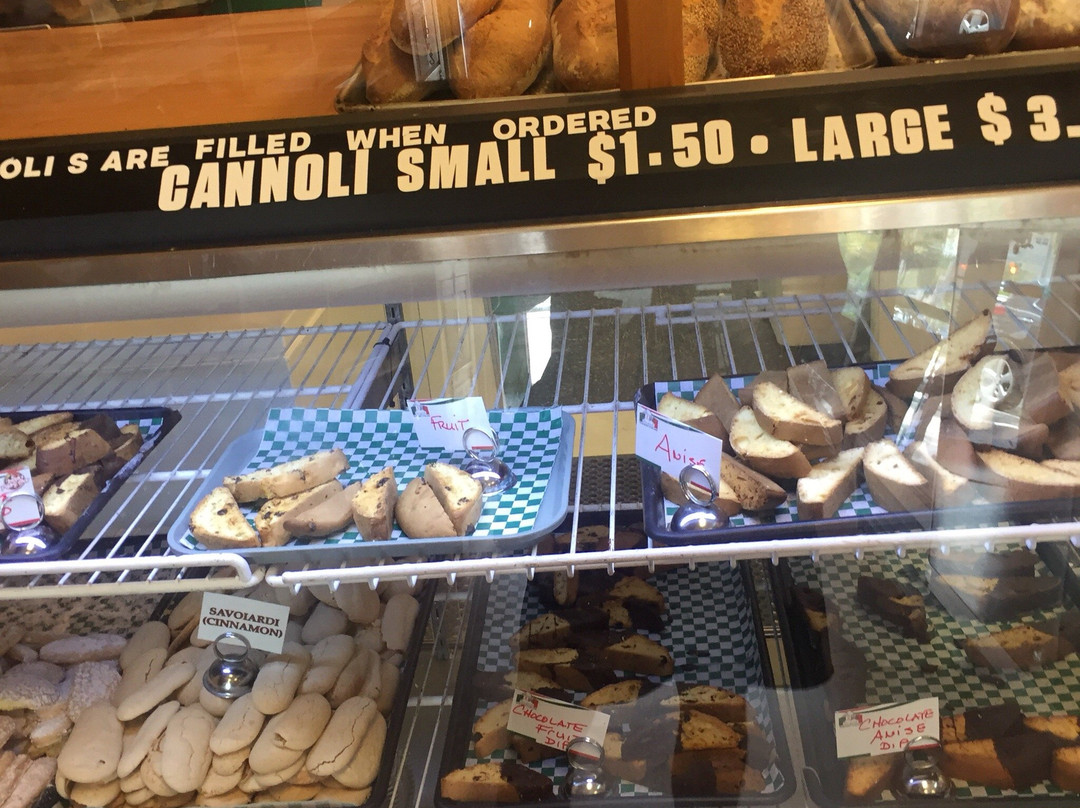 OLI S ARE FILLED WHEN ORDERED
CANNOLI SMALL $1.50 • LARGE $3.
FRUIT
ANISE
SAVOIARDI
(CINNAMON)
CHOCOLATE
FRUIT
DIP
CHOCOLATE
ANISE
DIP